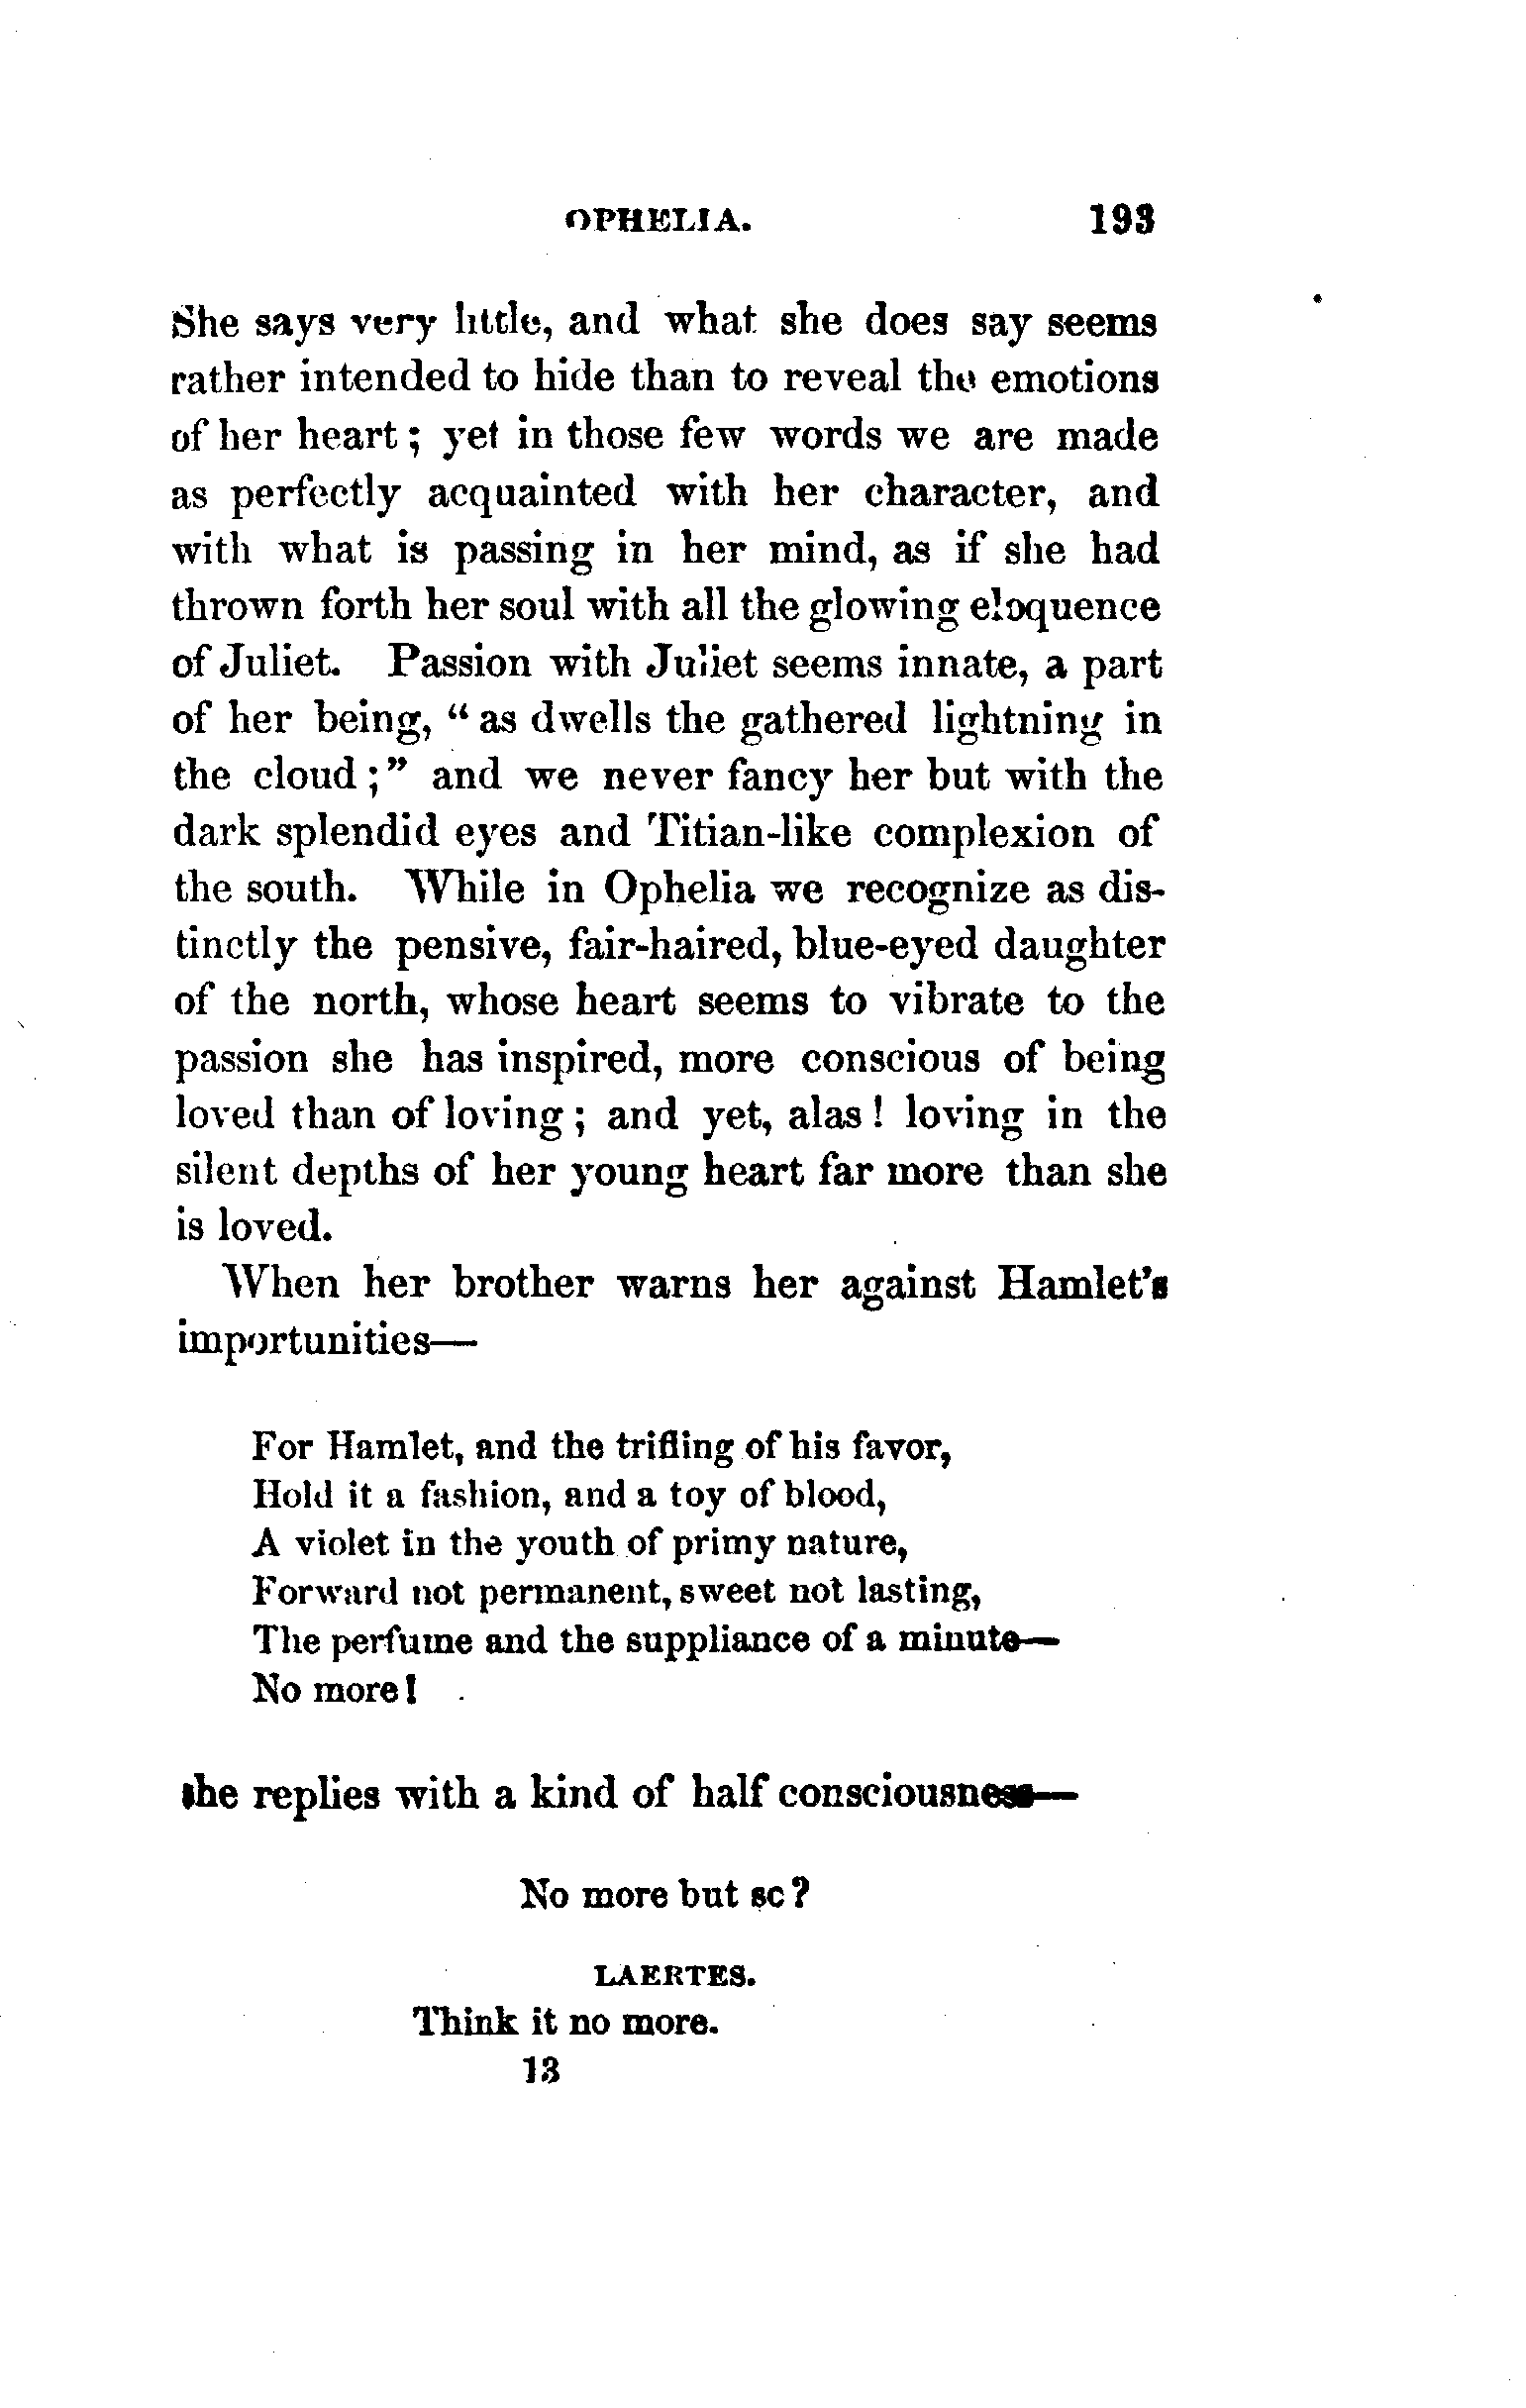 OPHELIA. 193
She says very little, and what she does say seems
rather intended to hide than to reveal the emotions
of her heart; yet in those few words we are made
as perfectly acquainted with her character, and
with what is passing in her mind, as if she had
thrown forth her soul with all the glowing eloquence
of Juliet. Passion with Juliet seems innate, a part
of her being, "as dwells the gathered lightning in
the cloud;" and we never fancy her but with the
dark splendid eyes and Titian-like complexion of
the south. While in Ophelia we recognize as dis-
tinctly the pensive, fair-haired, blue-eyed daughter
of the north, whose heart seems to vibrate to the
passion she has inspired, more conscious of being
loved than of loving; and yet, alas! loving in the
silent depths of her young heart far more than she
is loved.
When her brother warns her against Hamlet's
importunities—
For Hamlet, and the trifling of his favor,
Hold it a fashion, and a toy of blood,
A violet in the youth of primy nature,
Forward not permanent, sweet not lasting,
The perfume and the suppliance of a minute—
No more!
she replies with a kind of half consciousness—
No more but so?
LAERTES.
Think it no more.
13